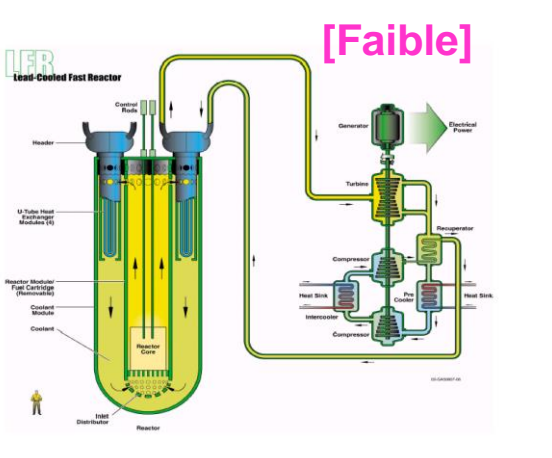 [Faible]
LFR
Lead-Cooled Fast Reactor
Control
Rods
Header
Generator
Electrical
Power
Turbine
U-Tube Heat
Exchanger
Modules (4)
Recuperator
Compressor
Reactor Module/
Fuel Cartridge
(Removable)
Heat Sink
Pre
Cooler
Heat Sink
Coolant
Module
Intercooler
Coolant
Compressor
Reactor
Core
Inlet
Distributor
Reactor